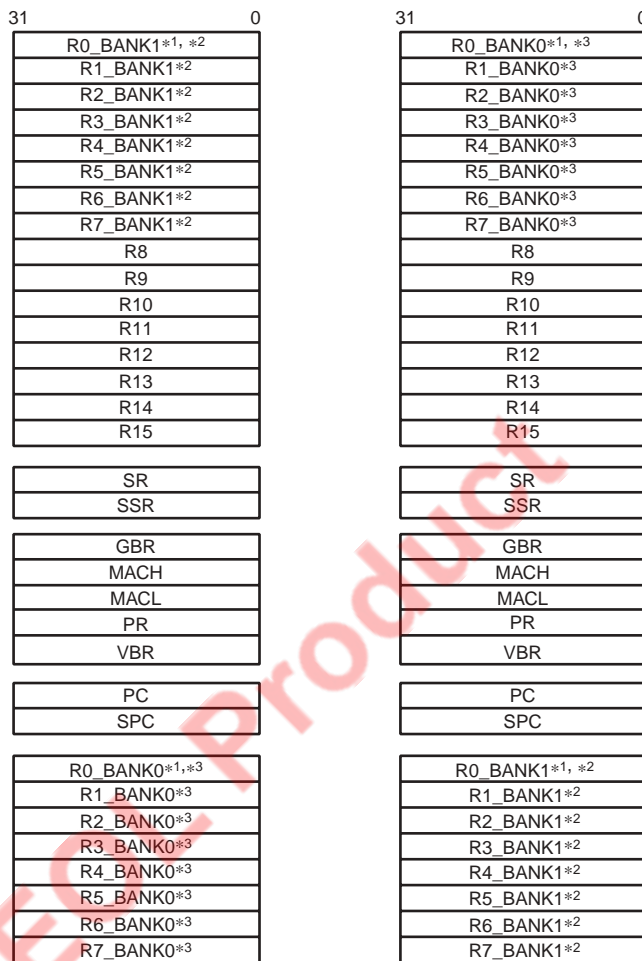 31 0
R0_BANK1*1, *2
R1_BANK1*2
R2_BANK1*2
R3_BANK1*2
R4_BANK1*2
R5_BANK1*2
R6_BANK1*2
R7_BANK1*2
R8
R9
R10
R11
R12
R13
R14
R15
SR
SSR
GBR
MACH
MACL
PR
VBR
PC
SPC
R0_BANK0*1,*3
R1_BANK0*3
R2_BANK0*3
R3_BANK0*3
R4_BANK0*3
R5_BANK0*3
R6_BANK0*3
R7_BANK0*3
31 0
R0_BANK0*1, *3
R1_BANK0*3
R2_BANK0*3
R3_BANK0*3
R4_BANK0*3
R5_BANK0*3
R6_BANK0*3
R7_BANK0*3
R8
R9
R10
R11
R12
R13
R14
R15
SR
SSR
GBR
MACH
MACL
PR
VBR
PC
SPC
R0_BANK1*1, *2
R1_BANK1*2
R2_BANK1*2
R3_BANK1*2
R4_BANK1*2
R5_BANK1*2
R6_BANK1*2
R7_BANK1*2
EOL Product